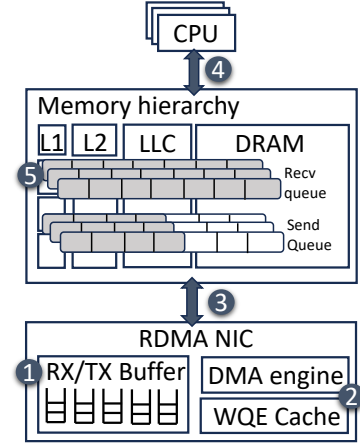 CPU
4
Memory hierarchy
L1 L2 LLC DRAM
5
Recv
queue
Send
Queue
3
RDMA NIC
1 RX/TX Buffer
DMA engine
2
WQE Cache